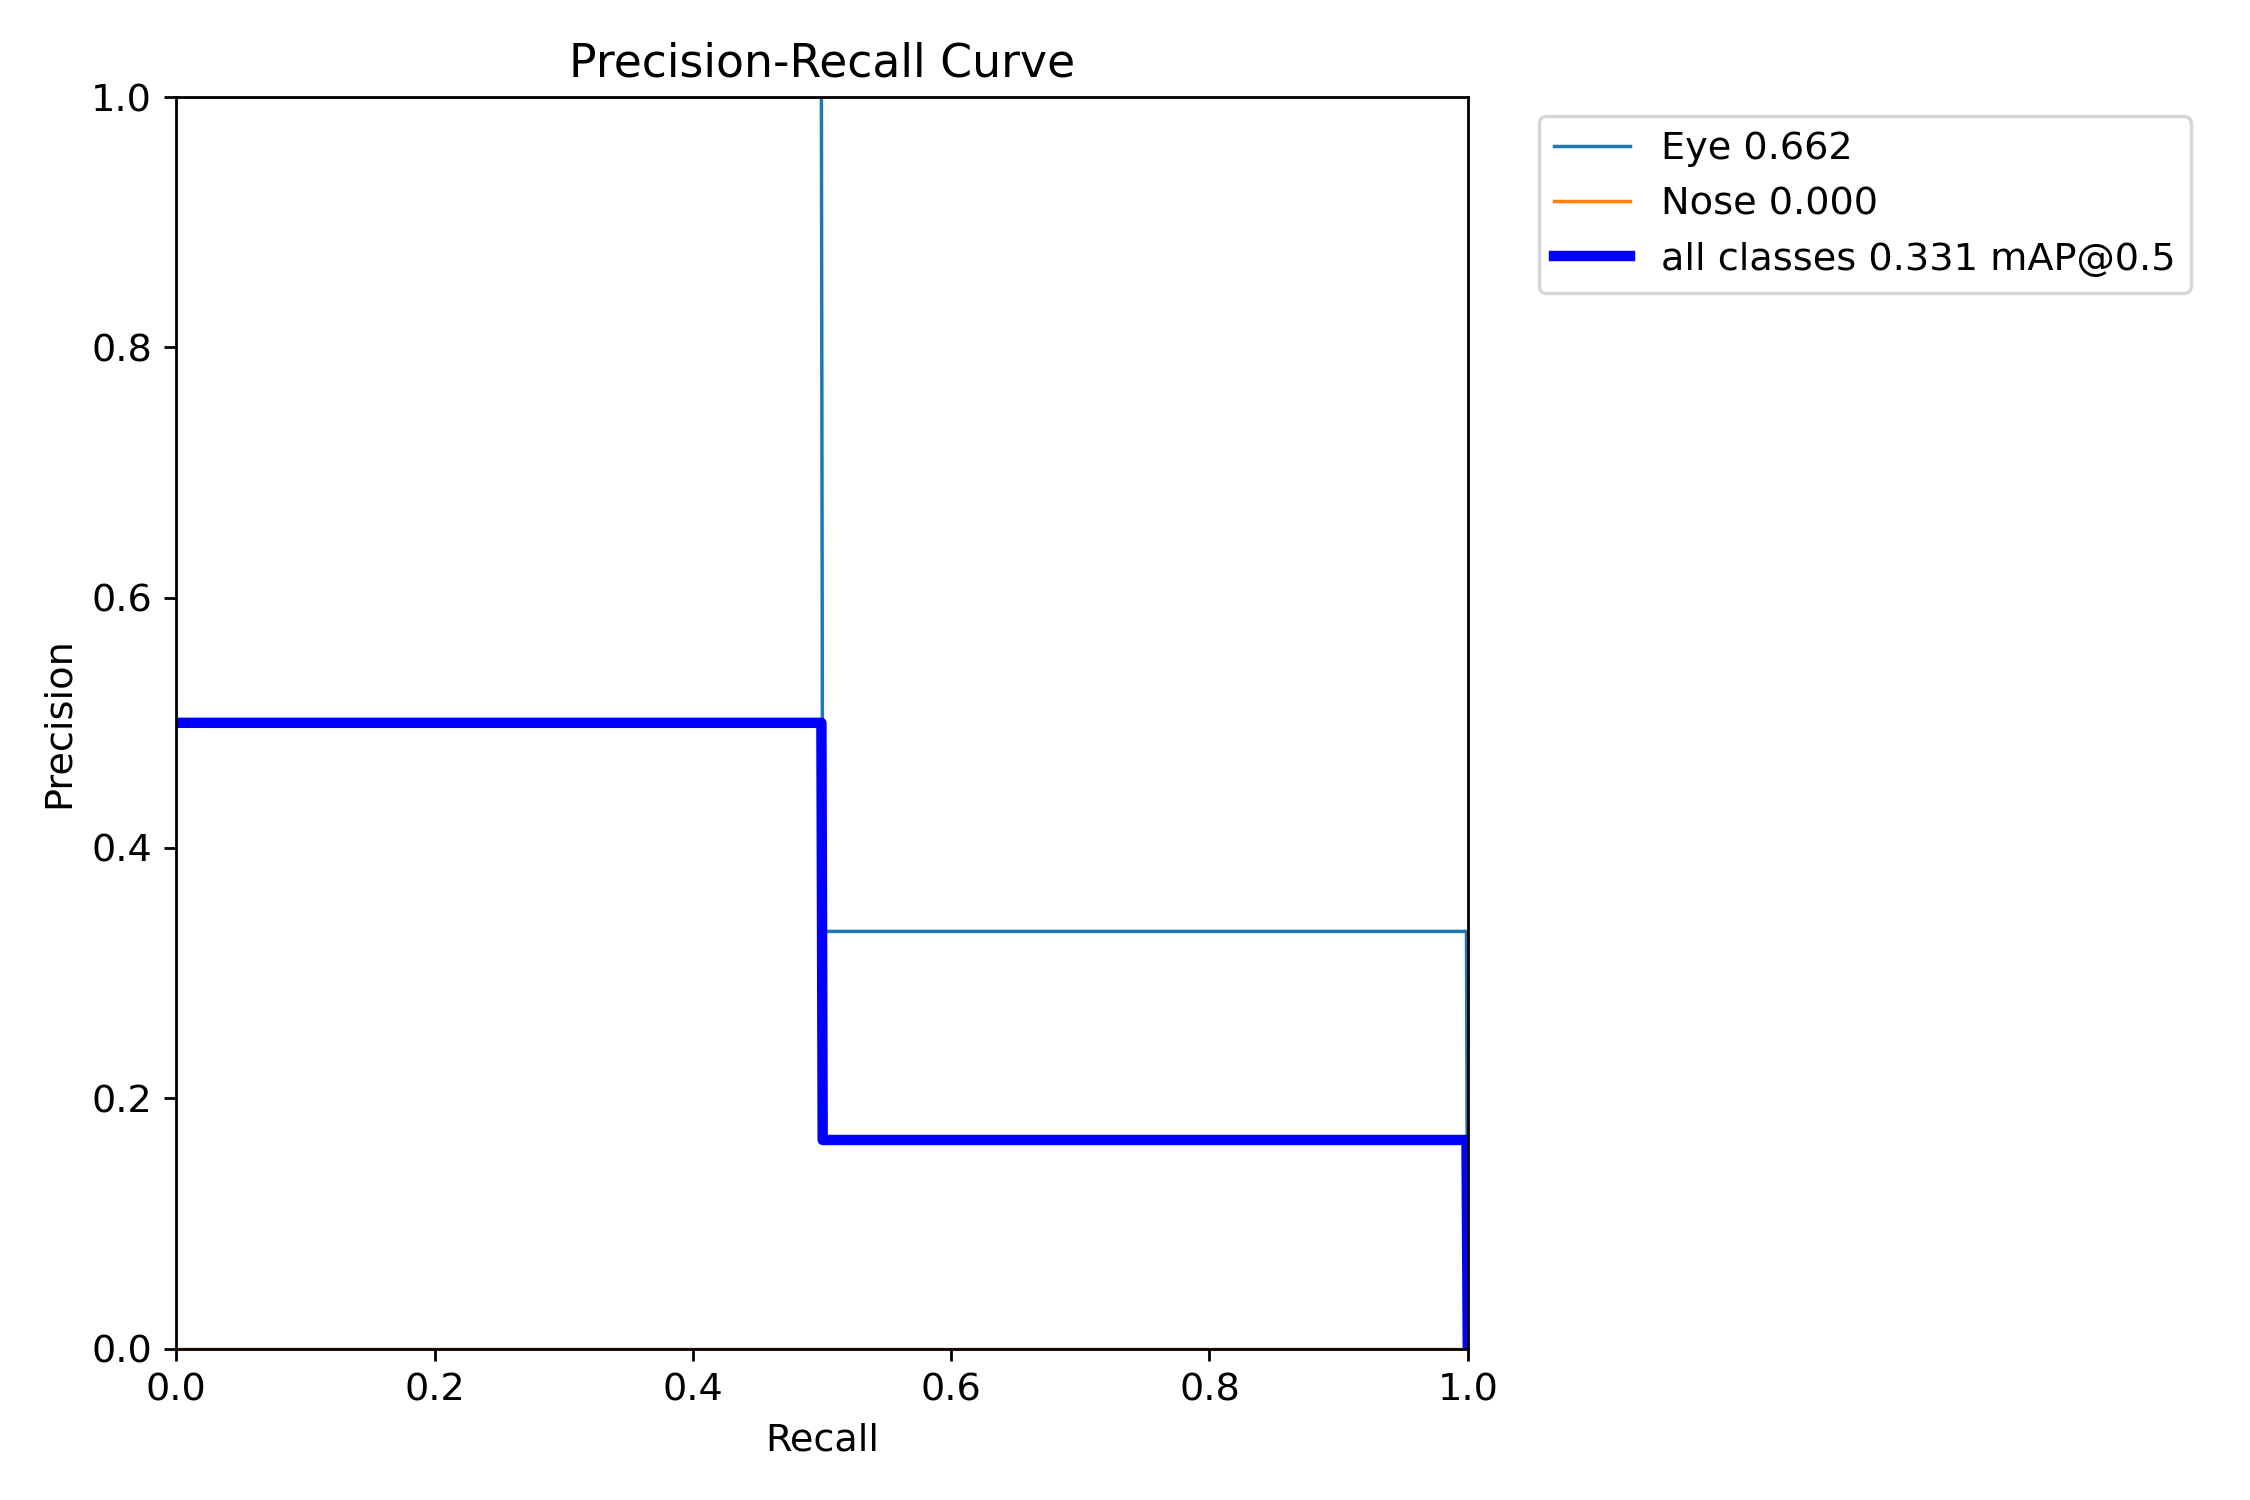 Precision-Recall Curve
1.0
0.8
0.6
0.4
0.2
0.0
Precision
0.0 0.2 0.4 0.6 0.8 1.0
Recall
Eye 0.662
Nose 0.000
all classes 0.331 mAP@0.5